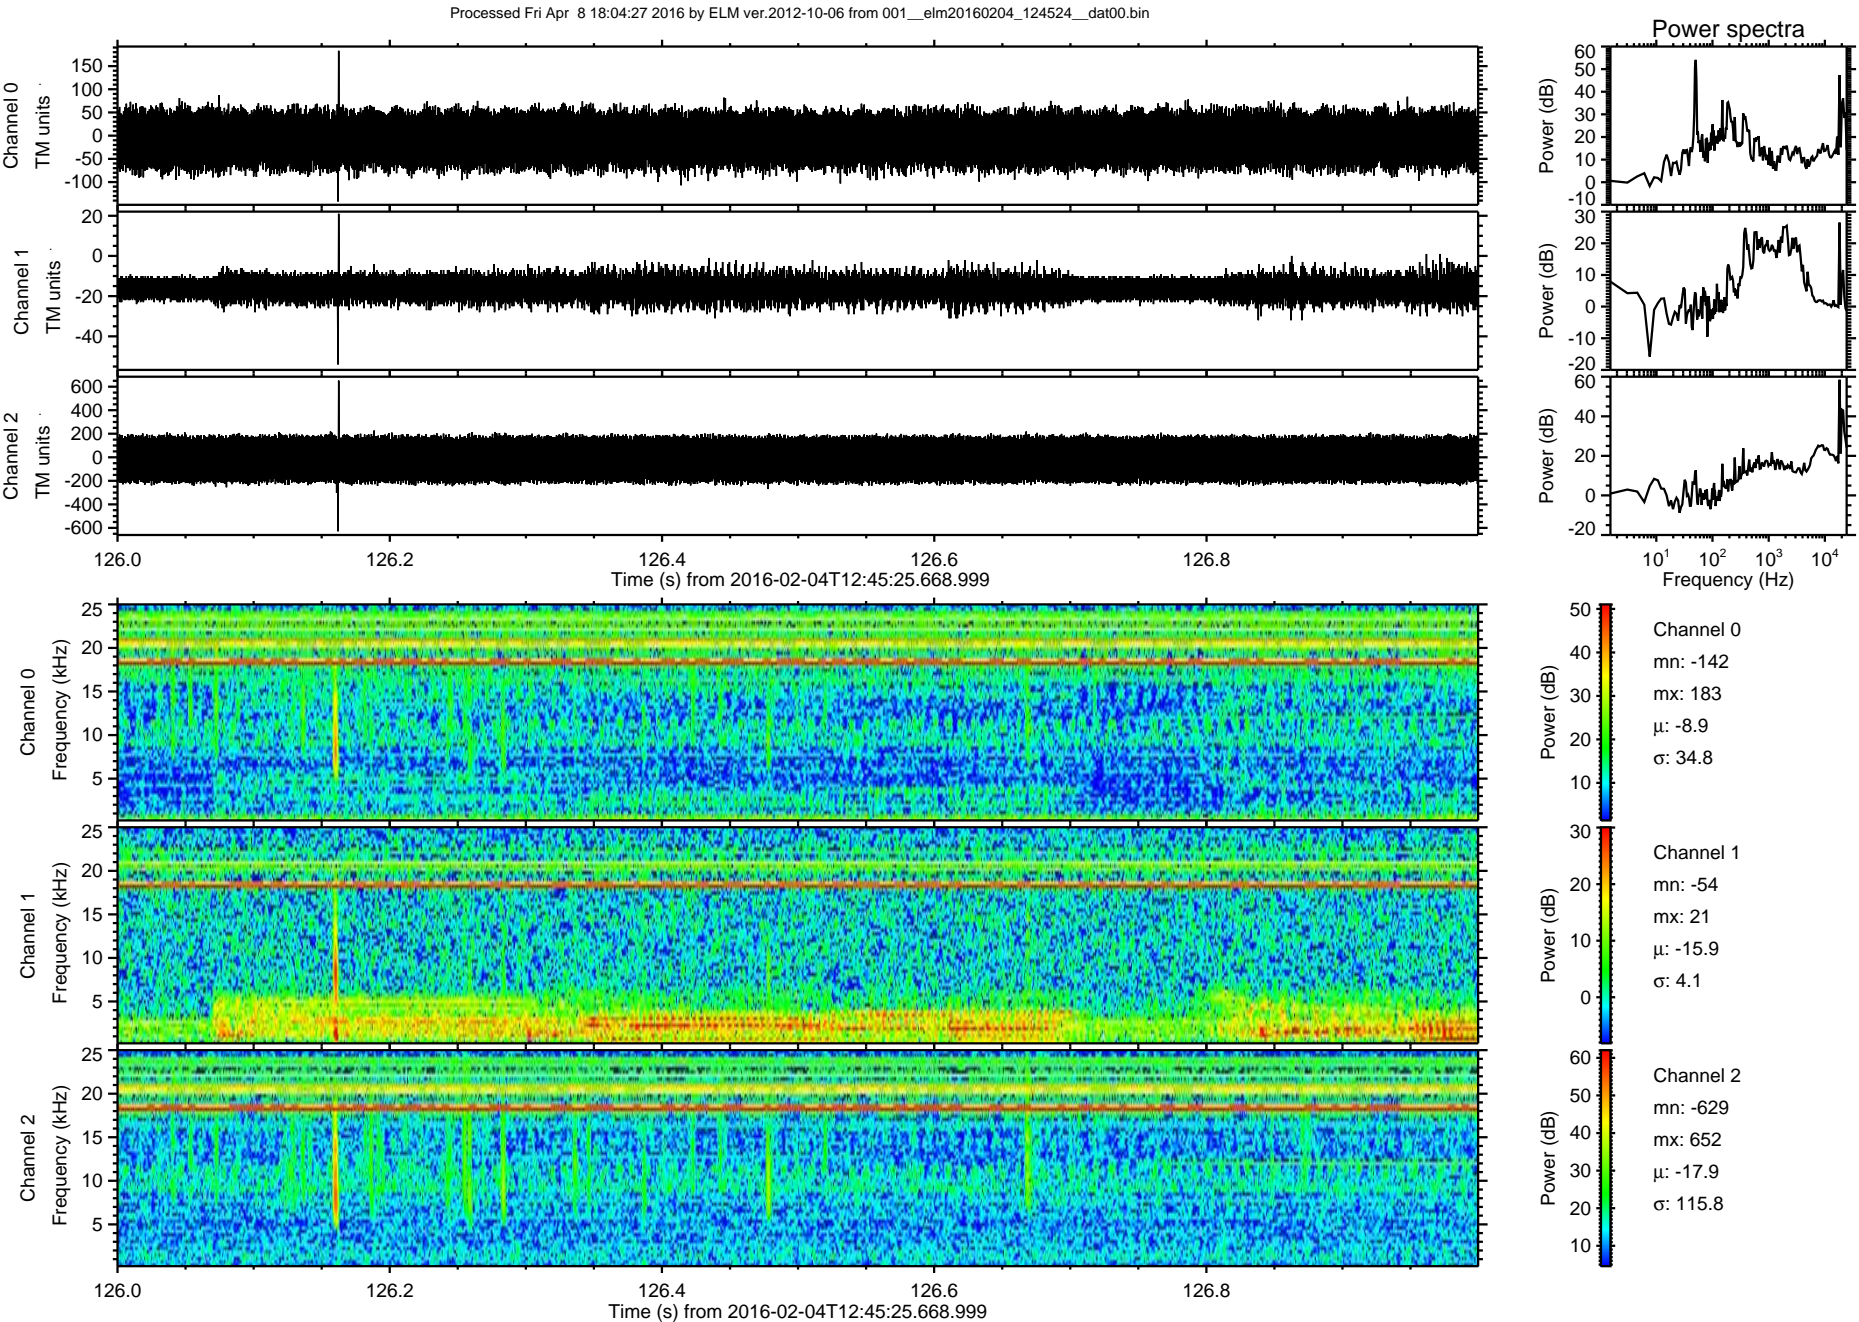 Processed Fri Apr  8 18:04:27 2016 by ELM ver.2012-10-06 from 001__elm20160204_124524__dat00.bin
Power spectra
Channel 0
TM units
150
100
50
0
-50
-100
Power (dB)
60
50
40
30
20
10
0
-10
Channel 1
TM units
20
0
-20
-40
Power (dB)
30
20
10
0
-10
-20
Channel 2
TM units
600
400
200
0
-200
-400
-600
Power (dB)
60
40
20
0
-20
126.0 126.2 126.4 126.6 126.8
Time (s) from 2016-02-04T12:45:25.668.999
10¹ 10² 10³ 10⁴
Frequency (Hz)
Channel 0
Frequency (kHz)
25
20
15
10
5
Power (dB)
50
40
30
20
10
Channel 0
mn: -142
mx: 183
μ: -8.9
σ: 34.8
Channel 1
Frequency (kHz)
25
20
15
10
5
Power (dB)
30
20
10
0
Channel 1
mn: -54
mx: 21
μ: -15.9
σ: 4.1
Channel 2
Frequency (kHz)
25
20
15
10
5
Power (dB)
60
50
40
30
20
10
Channel 2
mn: -629
mx: 652
μ: -17.9
σ: 115.8
126.0 126.2 126.4 126.6 126.8
Time (s) from 2016-02-04T12:45:25.668.999